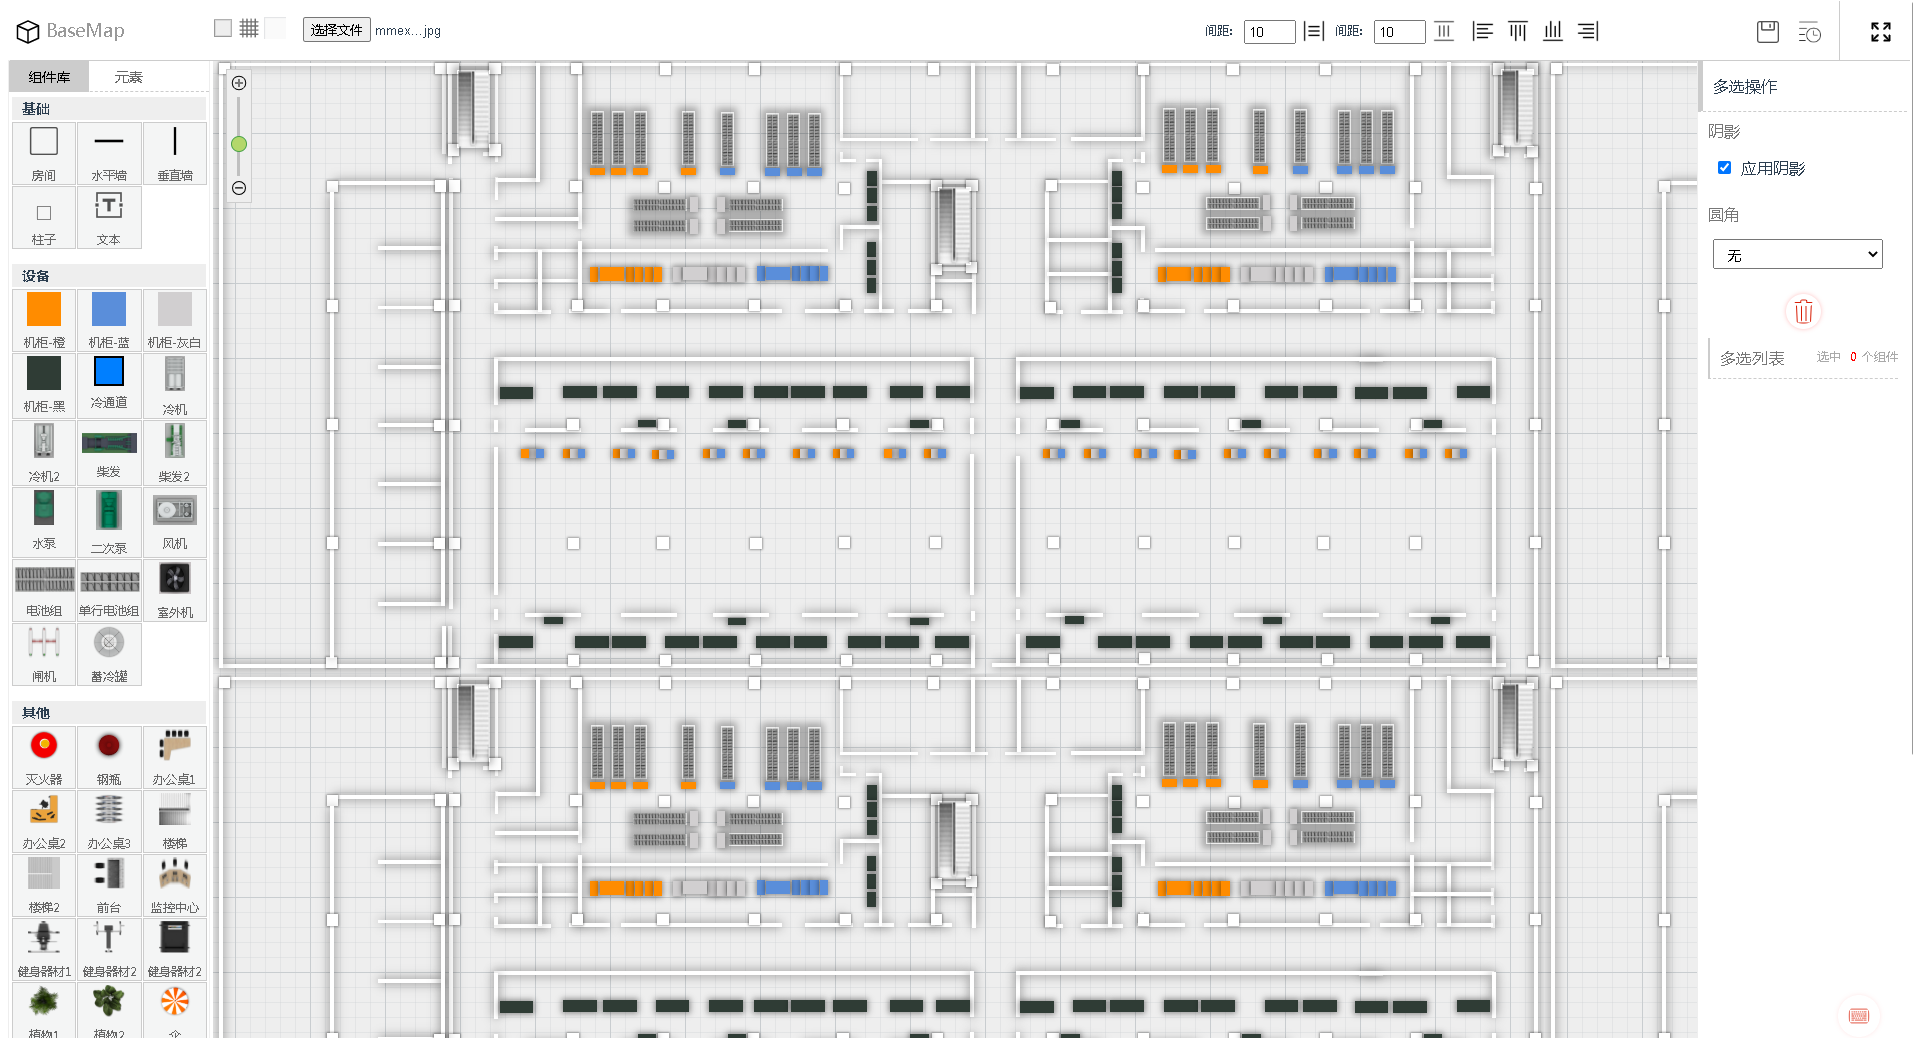 BaseMap
选择文件 mmex...jpg
间距: 10 间距: 10
组件库 元素
基础
房间 水平墙 垂直墙
柱子 文本
设备
机柜-橙 机柜-蓝 机柜-灰白
机柜-黑 冷通道 冷机
冷机2 柴发 柴发2
水泵 二次泵 风机
电池组 单行电池组 室外机
闸机 蓄冷罐
其他
灭火器 钢瓶 办公桌1
办公桌2 办公桌3 楼梯
楼梯2 前台 监控中心
健身器材1 健身器材2 健身器材2
植物1 植物2 伞
多选操作
阴影
应用阴影
圆角
无
多选列表 选中 0 个组件